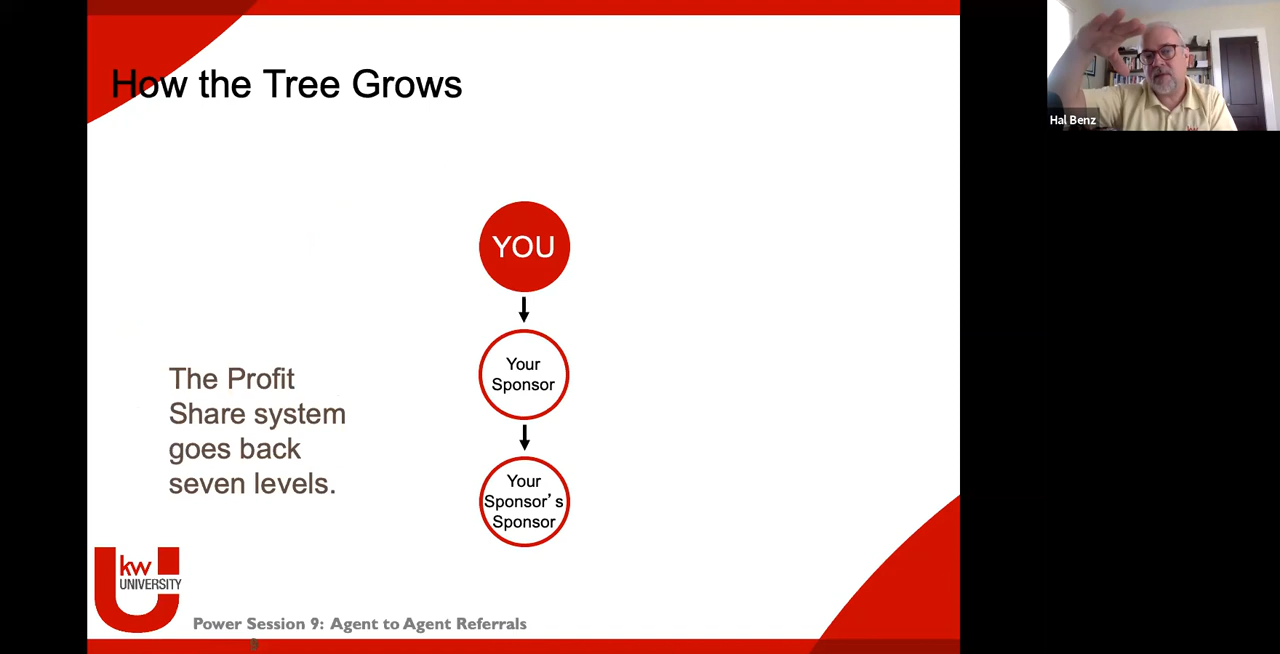 How the Tree Grows
Hal Benz
YOU
Your
Sponsor
The Profit
Share system
goes back
seven levels.
Your
Sponsor’s
Sponsor
kw
UNIVERSITY
Power Session 9: Agent to Agent Referrals